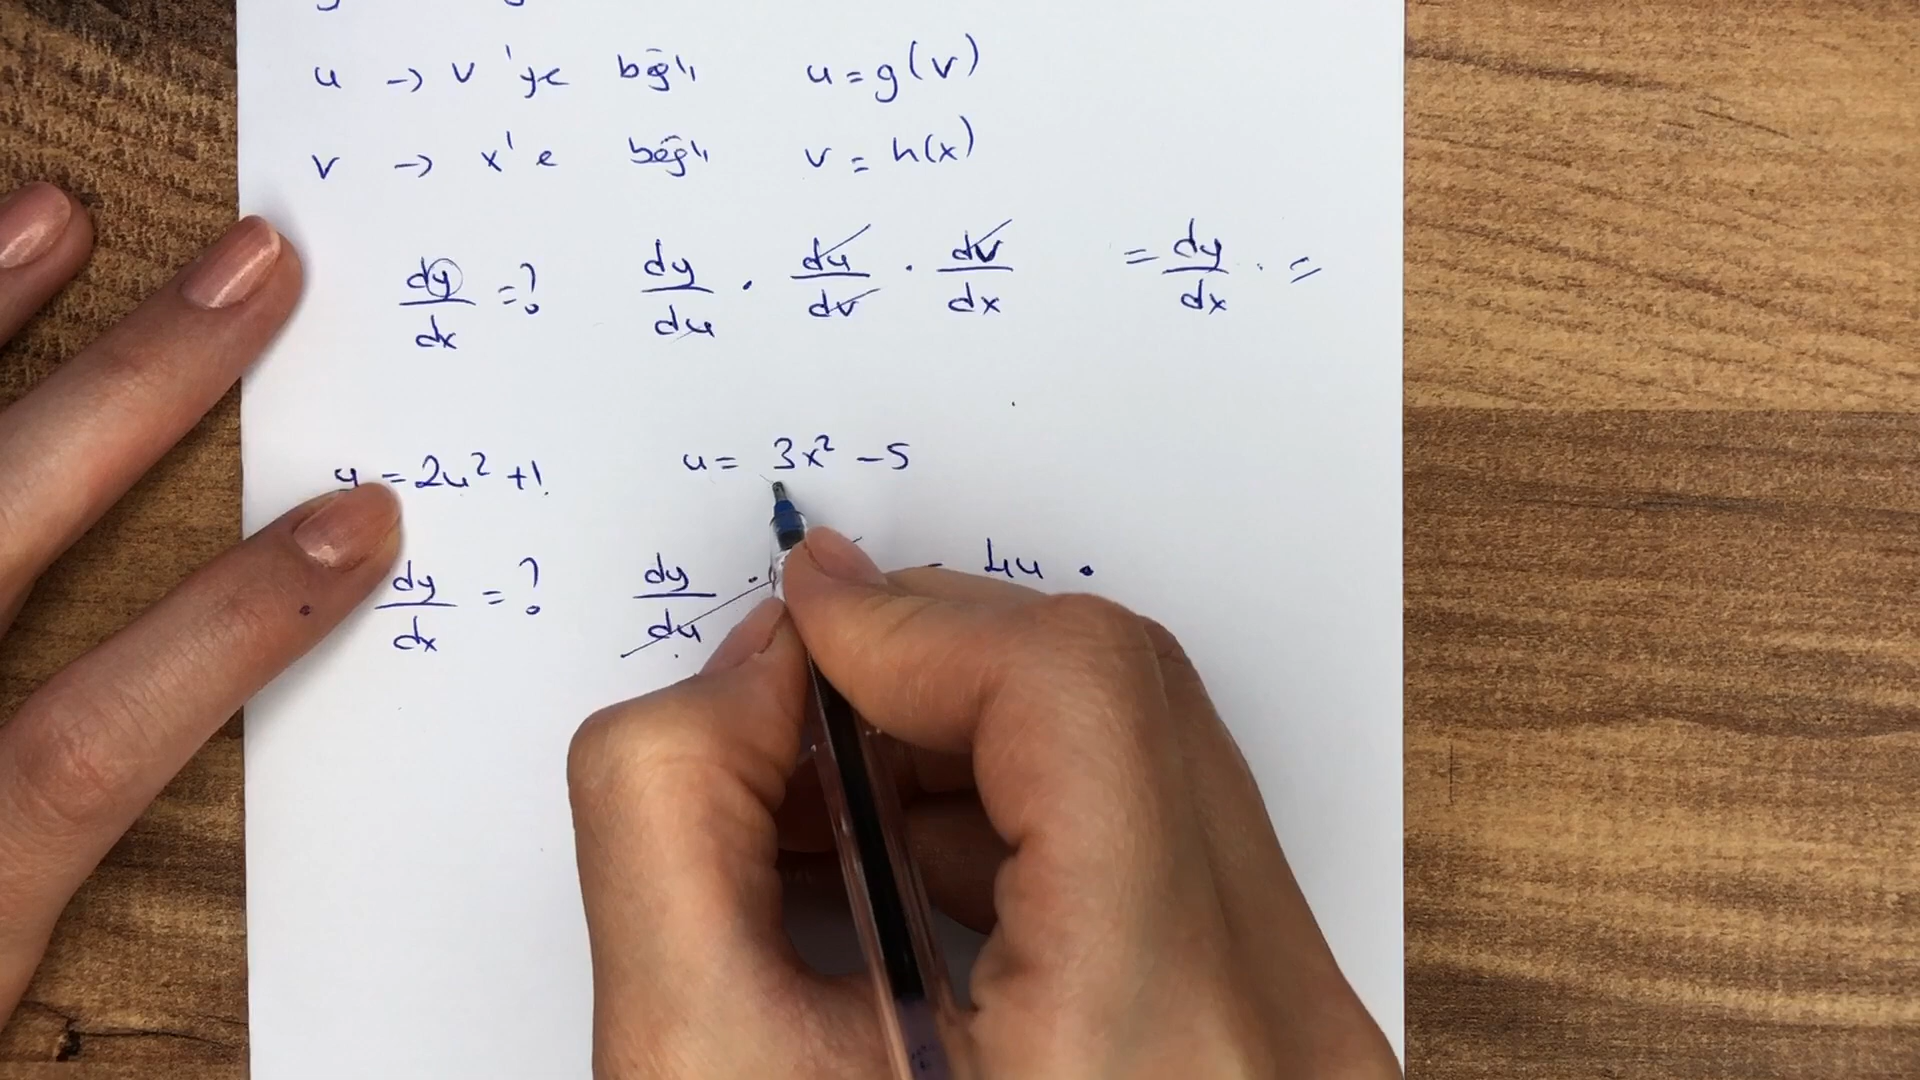 u → v'ye bağlı u = g(v)
v → x'e bağlı v = h(x)
dy/dx = ? dy/du · du/dv · dv/dx = dy/dx · =
y = 2u² + 1 u = 3x² - 5
dy/dx = ? dy/du · = 4u ·